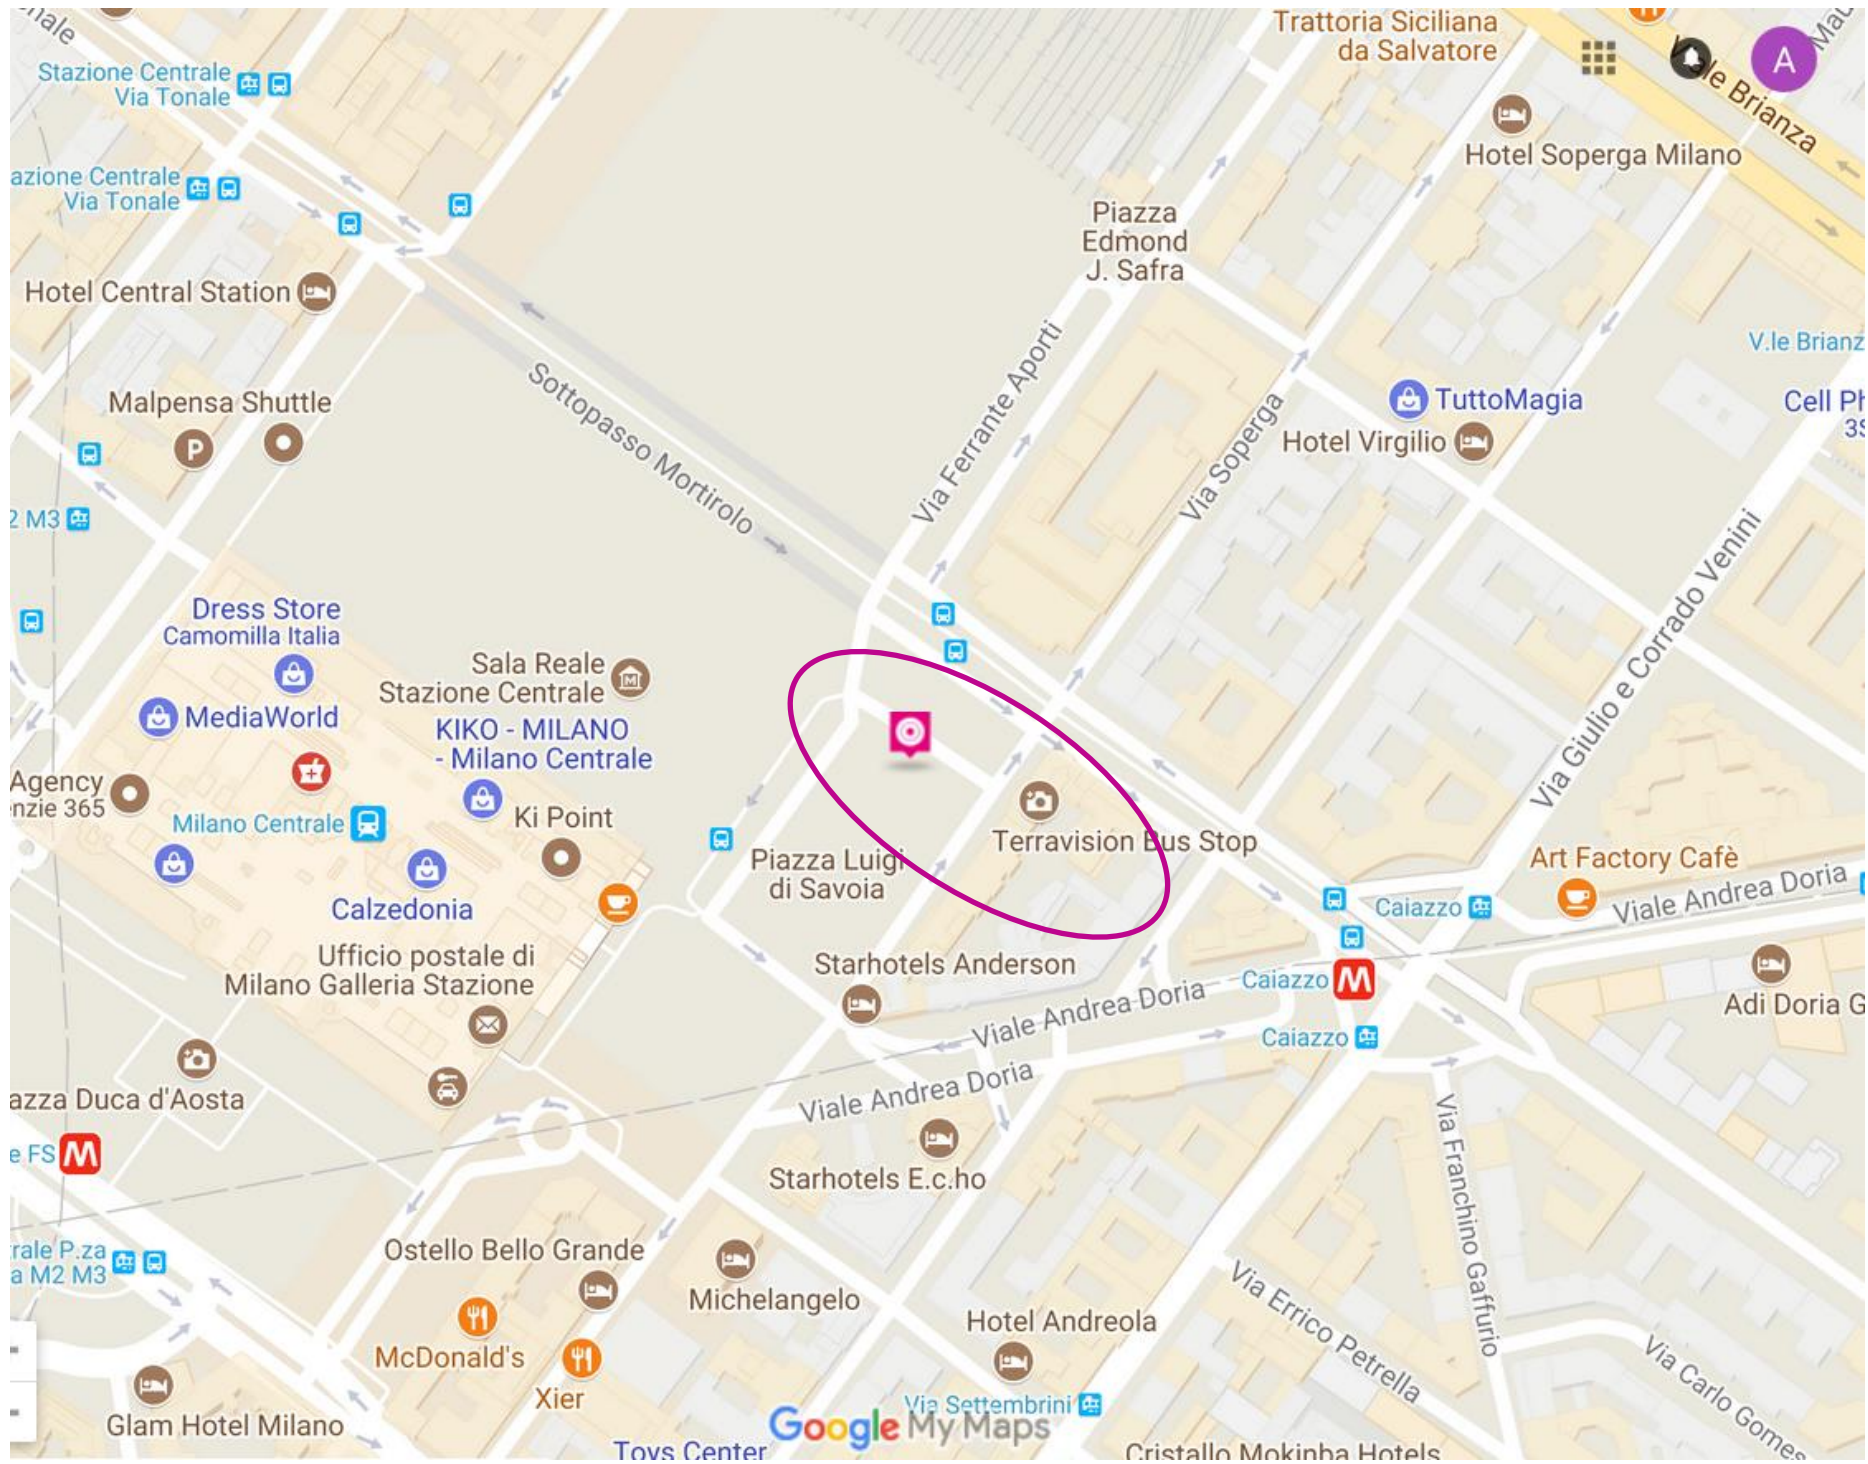 nale
Trattoria Siciliana
da Salvatore
A
Stazione Centrale
Via Tonale
Viale Brianza
Hotel Soperga Milano
azione Centrale
Via Tonale
Piazza
Edmond
J. Safra
Hotel Central Station
V.le Brianz
Malpensa Shuttle
P
Sottopasso Mortirolo
Via Ferrante Aporti
Via Soperga
TuttoMagia
Cell Ph
Hotel Virgilio
2 M3
Via Giulio e Corrado Venini
Dress Store
Camomilla Italia
Sala Reale
Stazione Centrale
M
MediaWorld
KIKO - MILANO
- Milano Centrale
Agency
nzie 365
Milano Centrale
Ki Point
Terravision Bus Stop
Piazza Luigi
di Savoia
Art Factory Cafè
Viale Andrea Doria
Calzedonia
Caiazzo
Ufficio postale di
Milano Galleria Stazione
Starhotels Anderson
Caiazzo
M
Viale Andrea Doria
Adi Doria G
Caiazzo
azza Duca d'Aosta
Viale Andrea Doria
e FS
M
Starhotels E.c.ho
Via Franchino Gaffurio
rale P.za
a M2 M3
Ostello Bello Grande
Michelangelo
Via Errico Petrella
Hotel Andreola
McDonald's
Xier
Via Carlo Gomes
Glam Hotel Milano
Via Settembrini
Google My Maps
Toys Center
Cristallo Mokinba Hotels